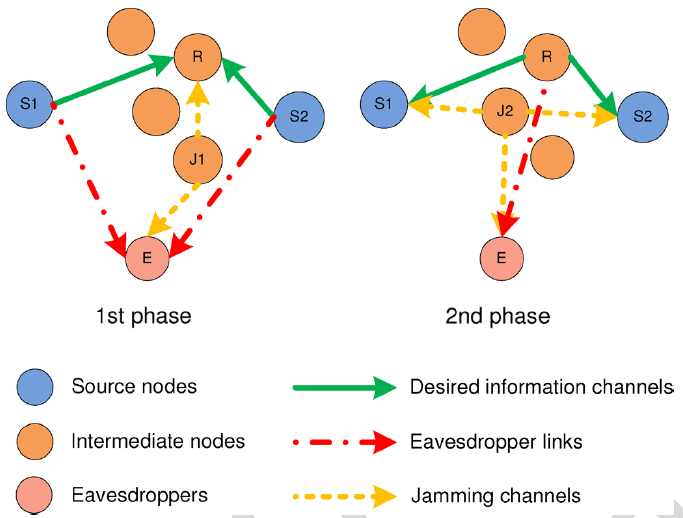 R
S1
S2
J1
E
1st phase
R
S1
J2
S2
E
2nd phase
Source nodes
Desired information channels
Intermediate nodes
Eavesdropper links
Eavesdroppers
Jamming channels